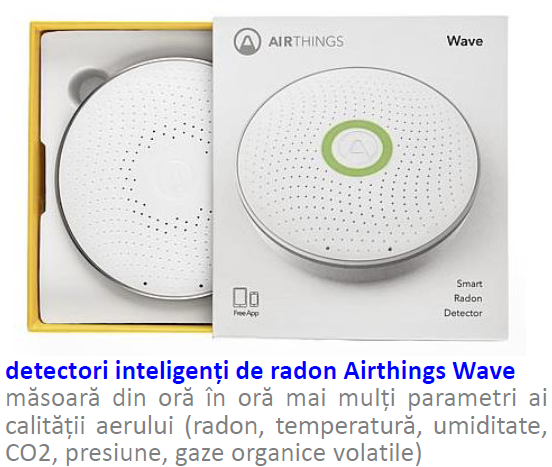 AIRTHINGS
Wave
Smart
Radon
Detector
Free App
detectori inteligenți de radon Airthings Wave
măsoară din oră în oră mai mulți parametri ai
calității aerului (radon, temperatură, umiditate,
CO2, presiune, gaze organice volatile)